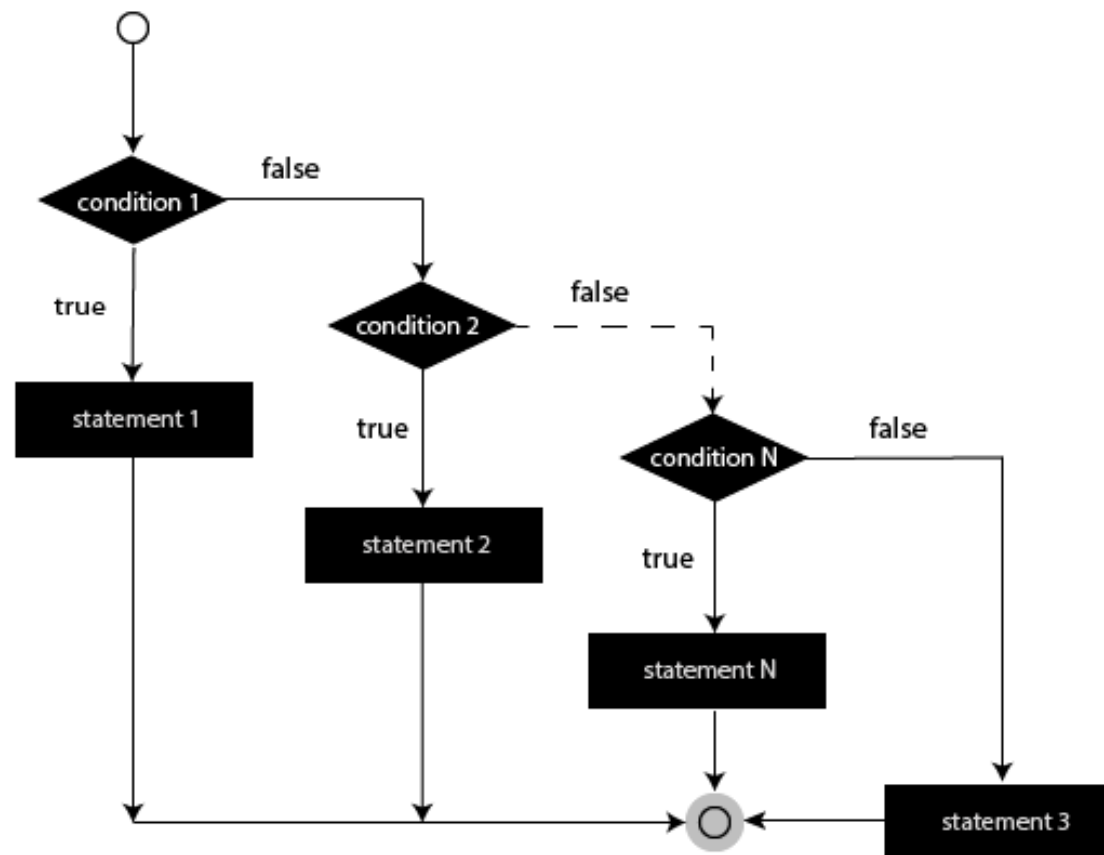 condition 1
false
true
statement 1
condition 2
false
true
statement 2
condition N
false
true
statement N
statement 3